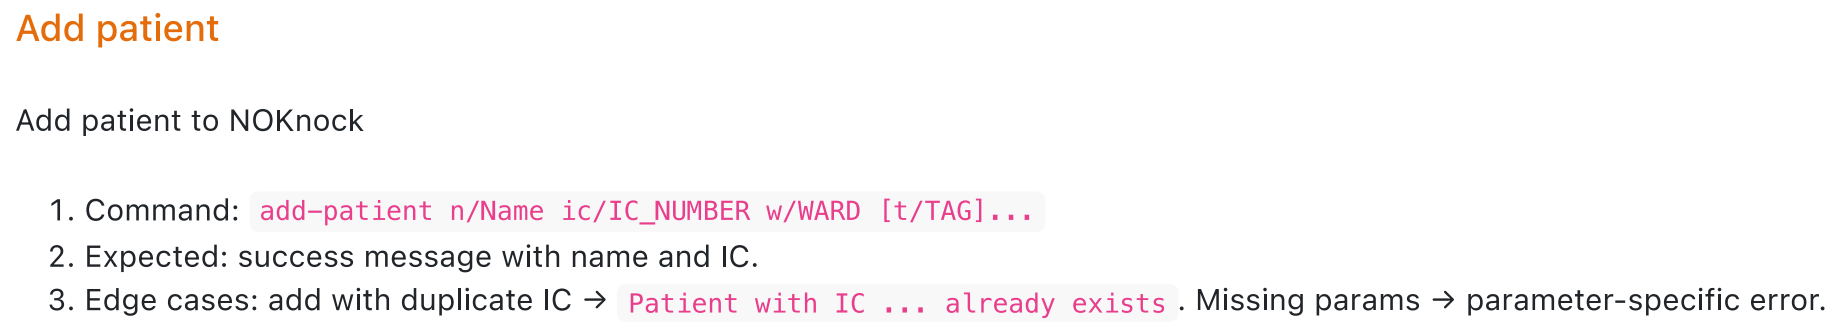 Add patient
Add patient to NOKnock
1. Command: add-patient n/Name ic/IC_NUMBER w/WARD [t/TAG]...
2. Expected: success message with name and IC.
3. Edge cases: add with duplicate IC → Patient with IC ... already exists. Missing params → parameter-specific error.